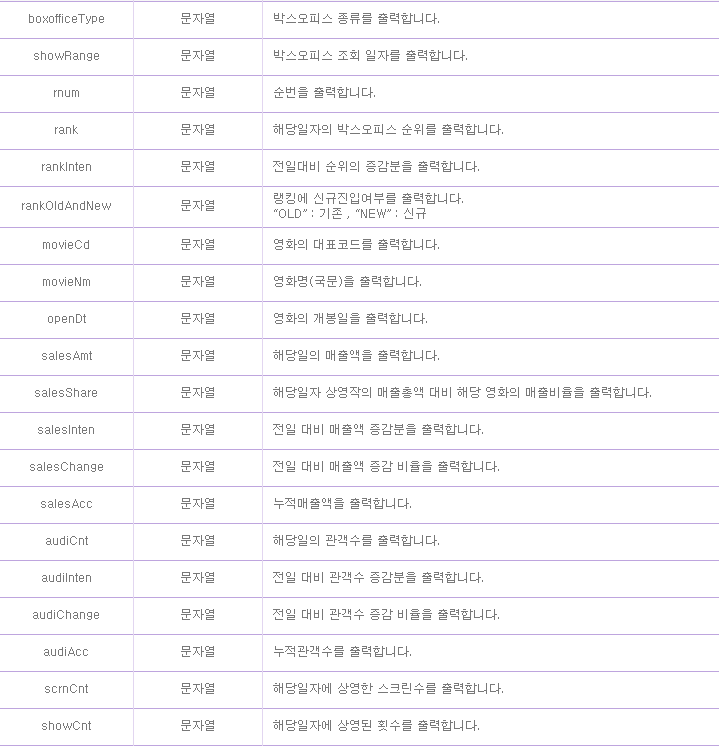 boxofficeType 문자열 박스오피스 종류를 출력합니다.
showRange 문자열 박스오피스 조회 일자를 출력합니다.
rnum 문자열 순번을 출력합니다.
rank 문자열 해당일자의 박스오피스 순위를 출력합니다.
rankInten 문자열 전일대비 순위의 증감분을 출력합니다.
rankOldAndNew 문자열 랭킹에 신규진입여부를 출력합니다.
“OLD” : 기존 , “NEW” : 신규
movieCd 문자열 영화의 대표코드를 출력합니다.
movieNm 문자열 영화명(국문)을 출력합니다.
openDt 문자열 영화의 개봉일을 출력합니다.
salesAmt 문자열 해당일의 매출액을 출력합니다.
salesShare 문자열 해당일자 상영작의 매출총액 대비 해당 영화의 매출비율을 출력합니다.
salesInten 문자열 전일 대비 매출액 증감분을 출력합니다.
salesChange 문자열 전일 대비 매출액 증감 비율을 출력합니다.
salesAcc 문자열 누적매출액을 출력합니다.
audiCnt 문자열 해당일의 관객수를 출력합니다.
audiInten 문자열 전일 대비 관객수 증감분을 출력합니다.
audiChange 문자열 전일 대비 관객수 증감 비율을 출력합니다.
audiAcc 문자열 누적관객수를 출력합니다.
scrnCnt 문자열 해당일자에 상영한 스크린수를 출력합니다.
showCnt 문자열 해당일자에 상영된 횟수를 출력합니다.